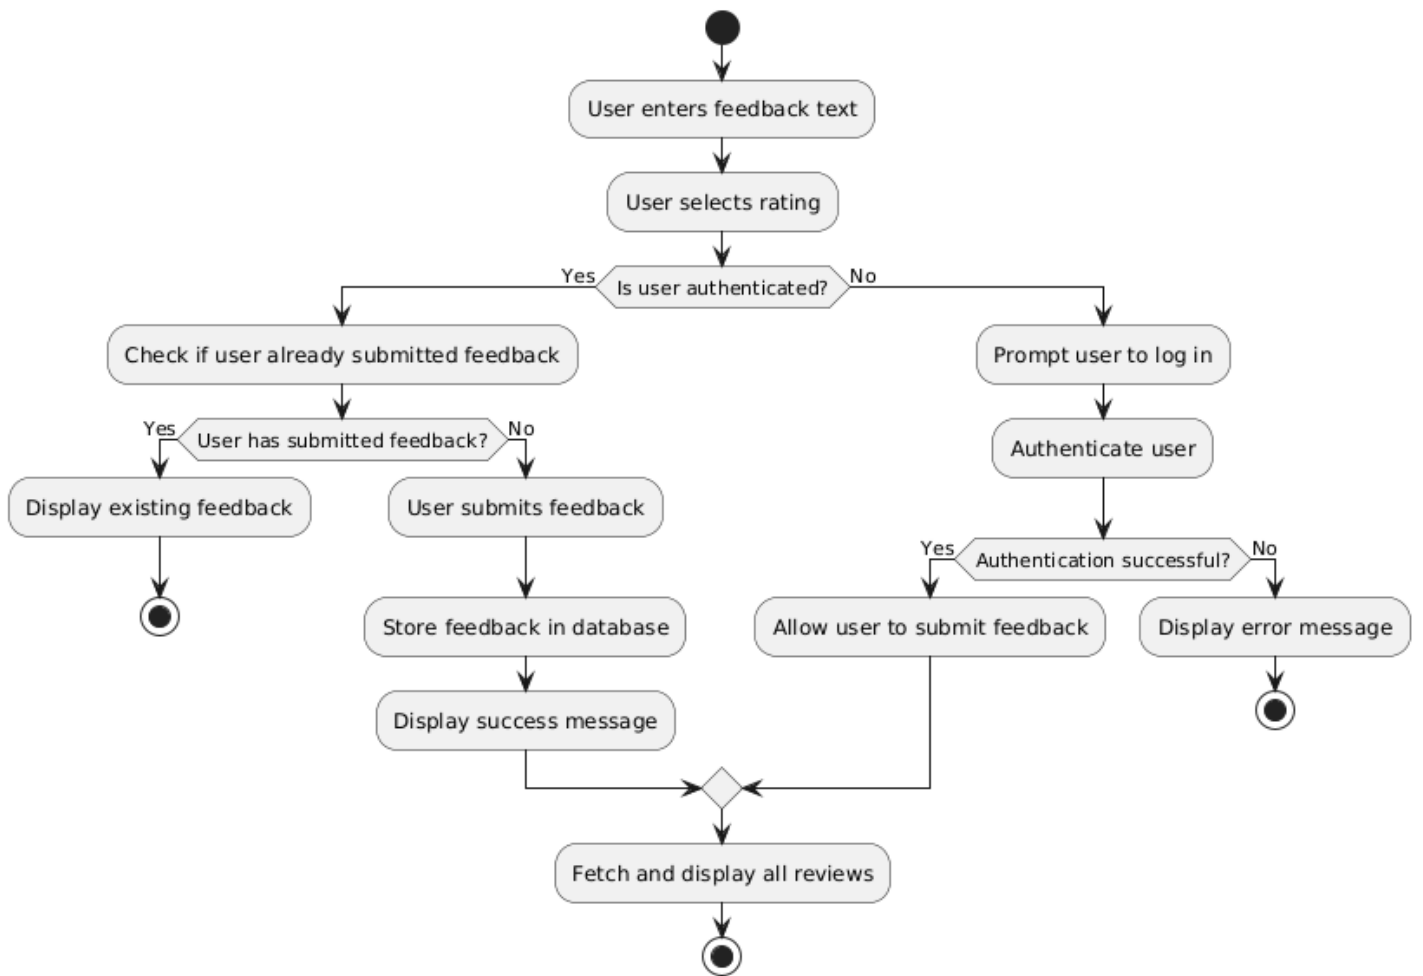 User enters feedback text
User selects rating
Yes
Is user authenticated?
No
Check if user already submitted feedback
Prompt user to log in
Yes
User has submitted feedback?
No
Authenticate user
Display existing feedback
User submits feedback
Yes
Authentication successful?
No
Store feedback in database
Allow user to submit feedback
Display error message
Display success message
Fetch and display all reviews